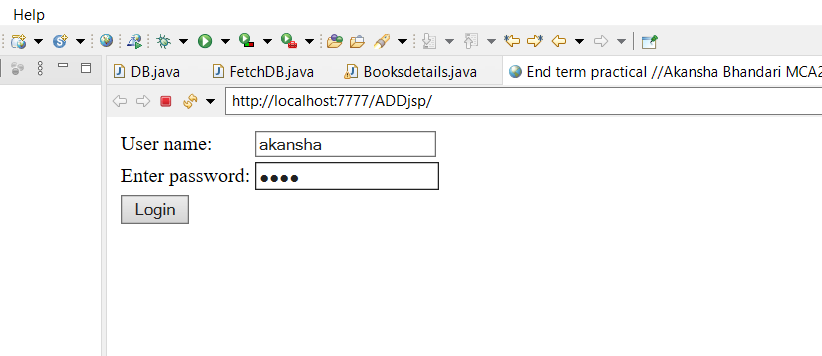 Help
DB.java FetchDB.java Booksdetails.java End term practical //Akansha Bhandari MCA2
http://localhost:7777/ADDjsp/
User name: akansha
Enter password: ●●●●
Login